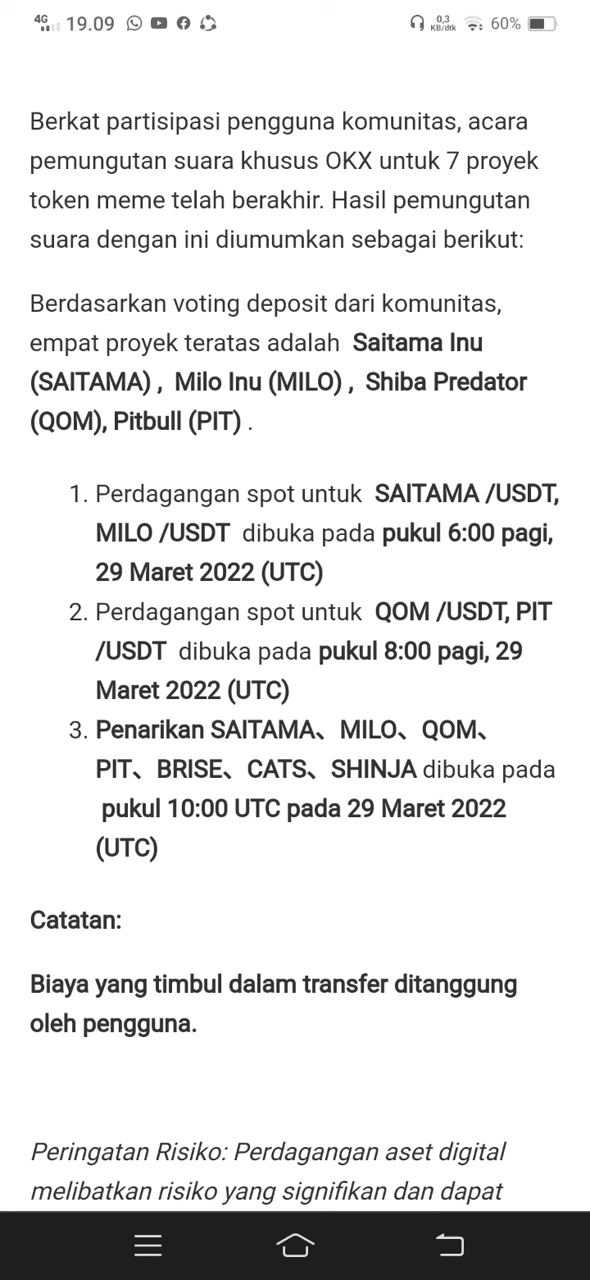 4G 19.09 0,3 KB/dtk 60%
Berkat partisipasi pengguna komunitas, acara
pemungutan suara khusus OKX untuk 7 proyek
token meme telah berakhir. Hasil pemungutan
suara dengan ini diumumkan sebagai berikut:
Berdasarkan voting deposit dari komunitas,
empat proyek teratas adalah Saitama Inu
(SAITAMA) , Milo Inu (MILO) , Shiba Predator
(QOM), Pitbull (PIT) .
1. Perdagangan spot untuk SAITAMA /USDT,
MILO /USDT dibuka pada pukul 6:00 pagi,
29 Maret 2022 (UTC)
2. Perdagangan spot untuk QOM /USDT, PIT
/USDT dibuka pada pukul 8:00 pagi, 29
Maret 2022 (UTC)
3. Penarikan SAITAMA、MILO、QOM、
PIT、BRISE、CATS、SHINJA dibuka pada
pukul 10:00 UTC pada 29 Maret 2022
(UTC)
Catatan:
Biaya yang timbul dalam transfer ditanggung
oleh pengguna.
Peringatan Risiko: Perdagangan aset digital
melibatkan risiko yang signifikan dan dapat